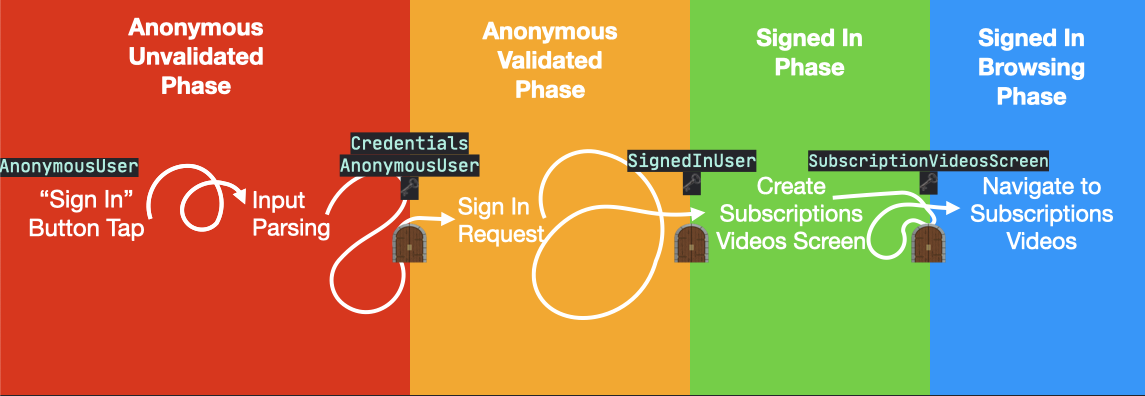 Anonymous
Unvalidated
Phase
Anonymous
Validated
Phase
Signed In
Phase
Signed In
Browsing
Phase
AnonymousUser
“Sign In”
Button Tap
Input
Parsing
Credentials
AnonymousUser
Sign In
Request
SignedInUser
Create
Subscriptions
Videos Screen
SubscriptionVideosScreen
Navigate to
Subscriptions
Videos